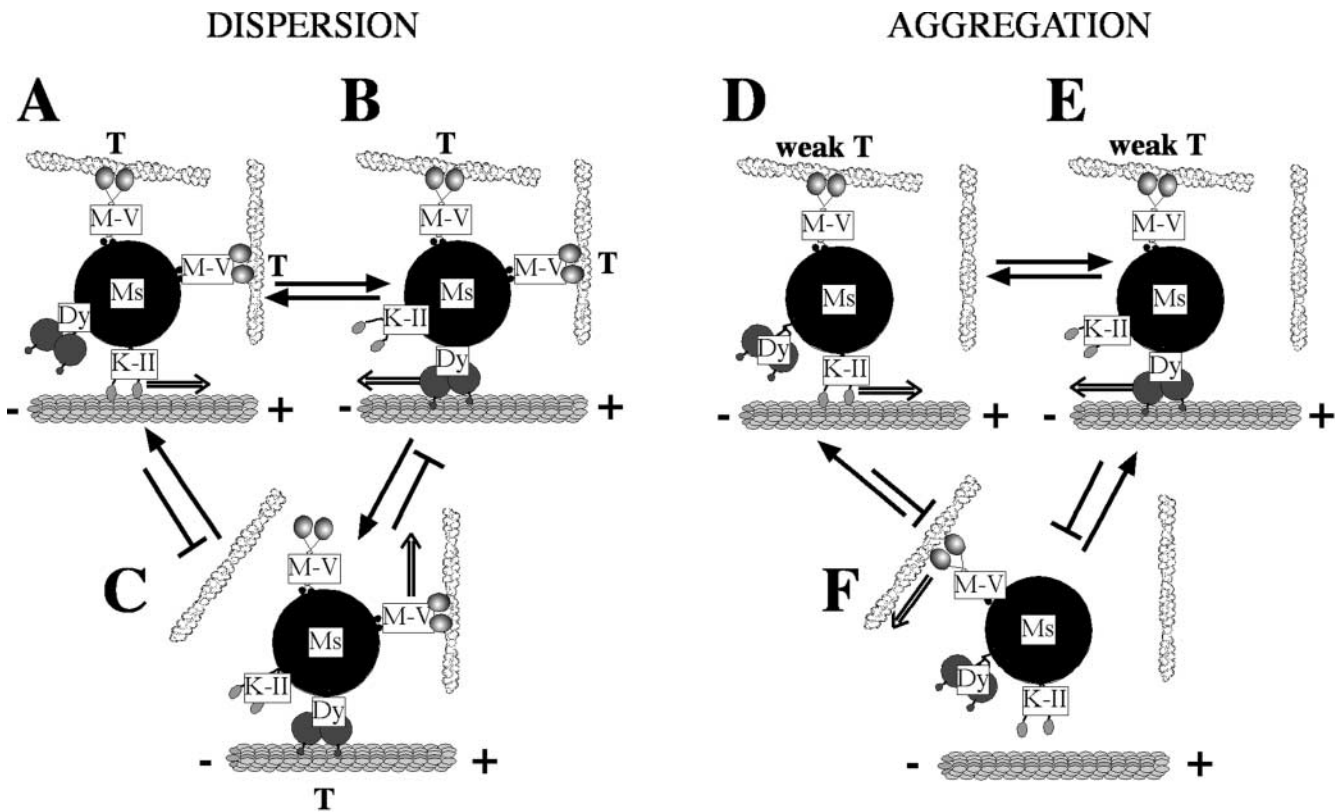 DISPERSION AGGREGATION
A B D E
T T weak T weak T
M-V M-V M-V M-V
M-V T M-V T
Ms Ms Ms Ms
Dy K-II Dy K-II
K-II Dy K-II Dy
- + - + - + - +
C F
M-V M-V
M-V
Ms Ms
K-II Dy
Dy K-II
- + - +
T